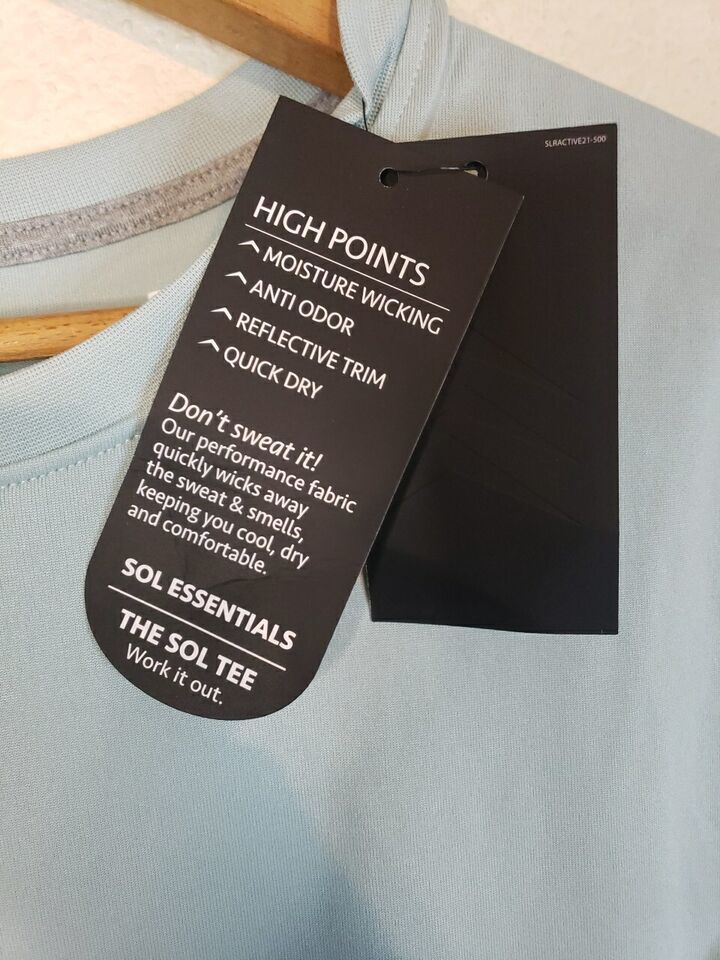 SLRACTIVE21-500
HIGH POINTS
MOISTURE WICKING
ANTI ODOR
REFLECTIVE TRIM
QUICK DRY
Don't sweat it!
Our performance fabric
quickly wicks away
the sweat & smells,
keeping you cool, dry
and comfortable.
SOL ESSENTIALS
THE SOL TEE
Work it out.